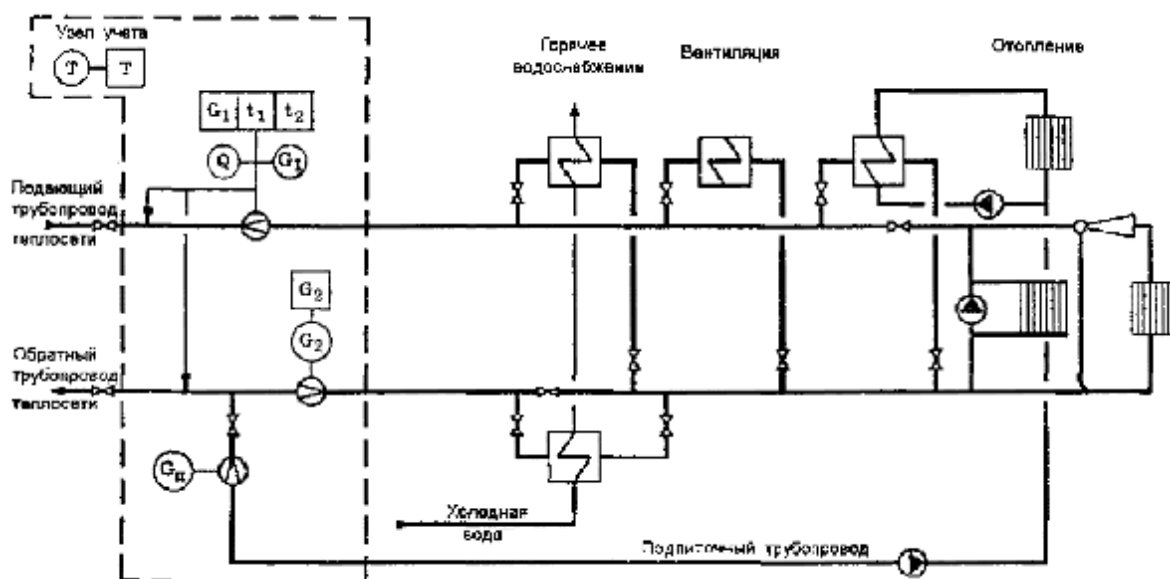 Узел учета
T T
Горячее
водоснабжение
Вентиляция
Отопление
G1 t1 t2
Q G1
Подающий
трубопровод
теплосети
G2
G2
Обратный
трубопровод
теплосети
Gп
Холодная
вода
Подпиточный трубопровод